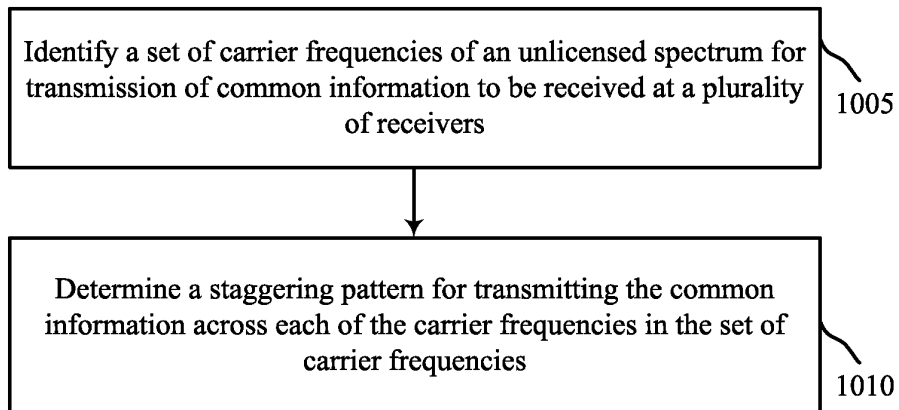 Identify a set of carrier frequencies of an unlicensed spectrum for
transmission of common information to be received at a plurality
of receivers
1005
Determine a staggering pattern for transmitting the common
information across each of the carrier frequencies in the set of
carrier frequencies
1010